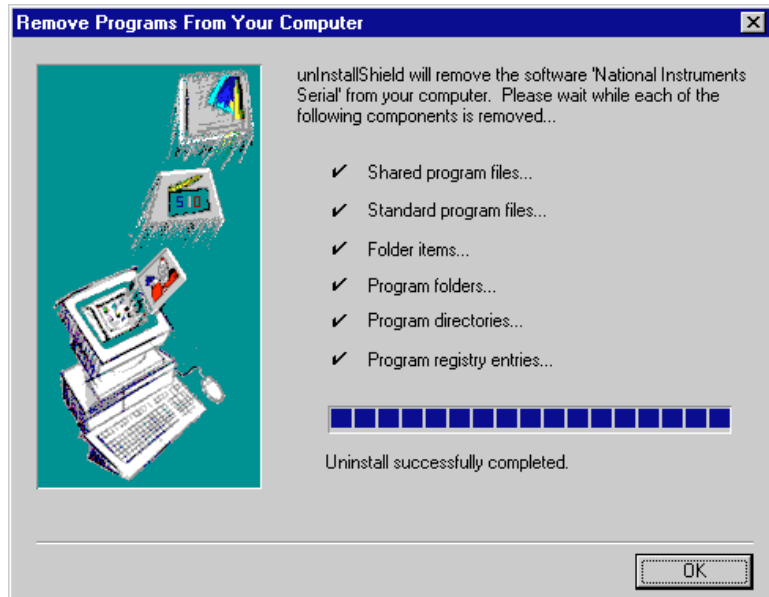 Remove Programs From Your Computer
unInstallShield will remove the software 'National Instruments
Serial' from your computer. Please wait while each of the
following components is removed...
Shared program files...
Standard program files...
Folder items...
Program folders...
Program directories...
Program registry entries...
Uninstall successfully completed.
OK